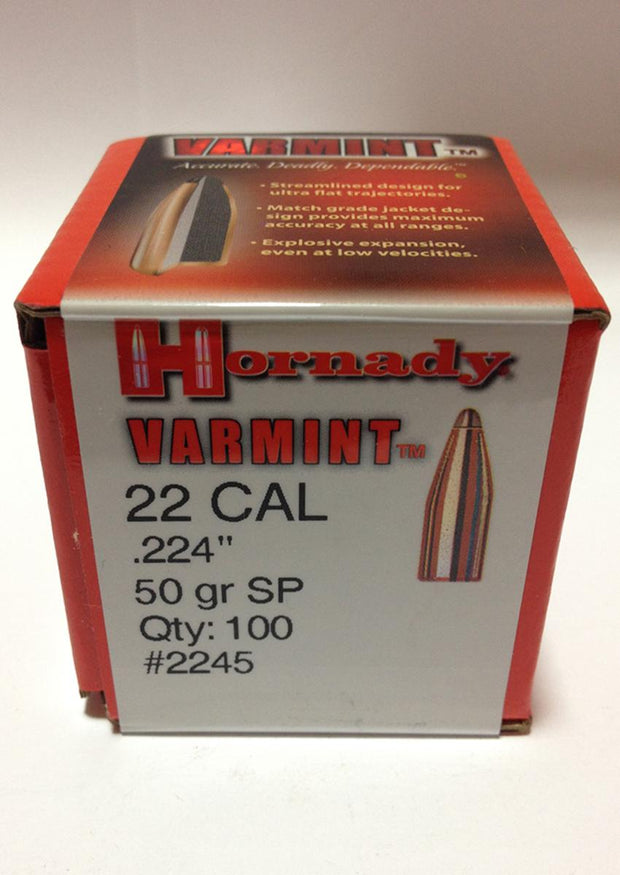 VARMINT™
Accurate. Deadly. Dependable.™
• Streamlined design for
ultra flat trajectories.
• Match grade jacket de-
sign provides maximum
accuracy at all ranges.
• Explosive expansion,
even at low velocities.
Hornady
VARMINT™
22 CAL
.224"
50 gr SP
Qty: 100
#2245